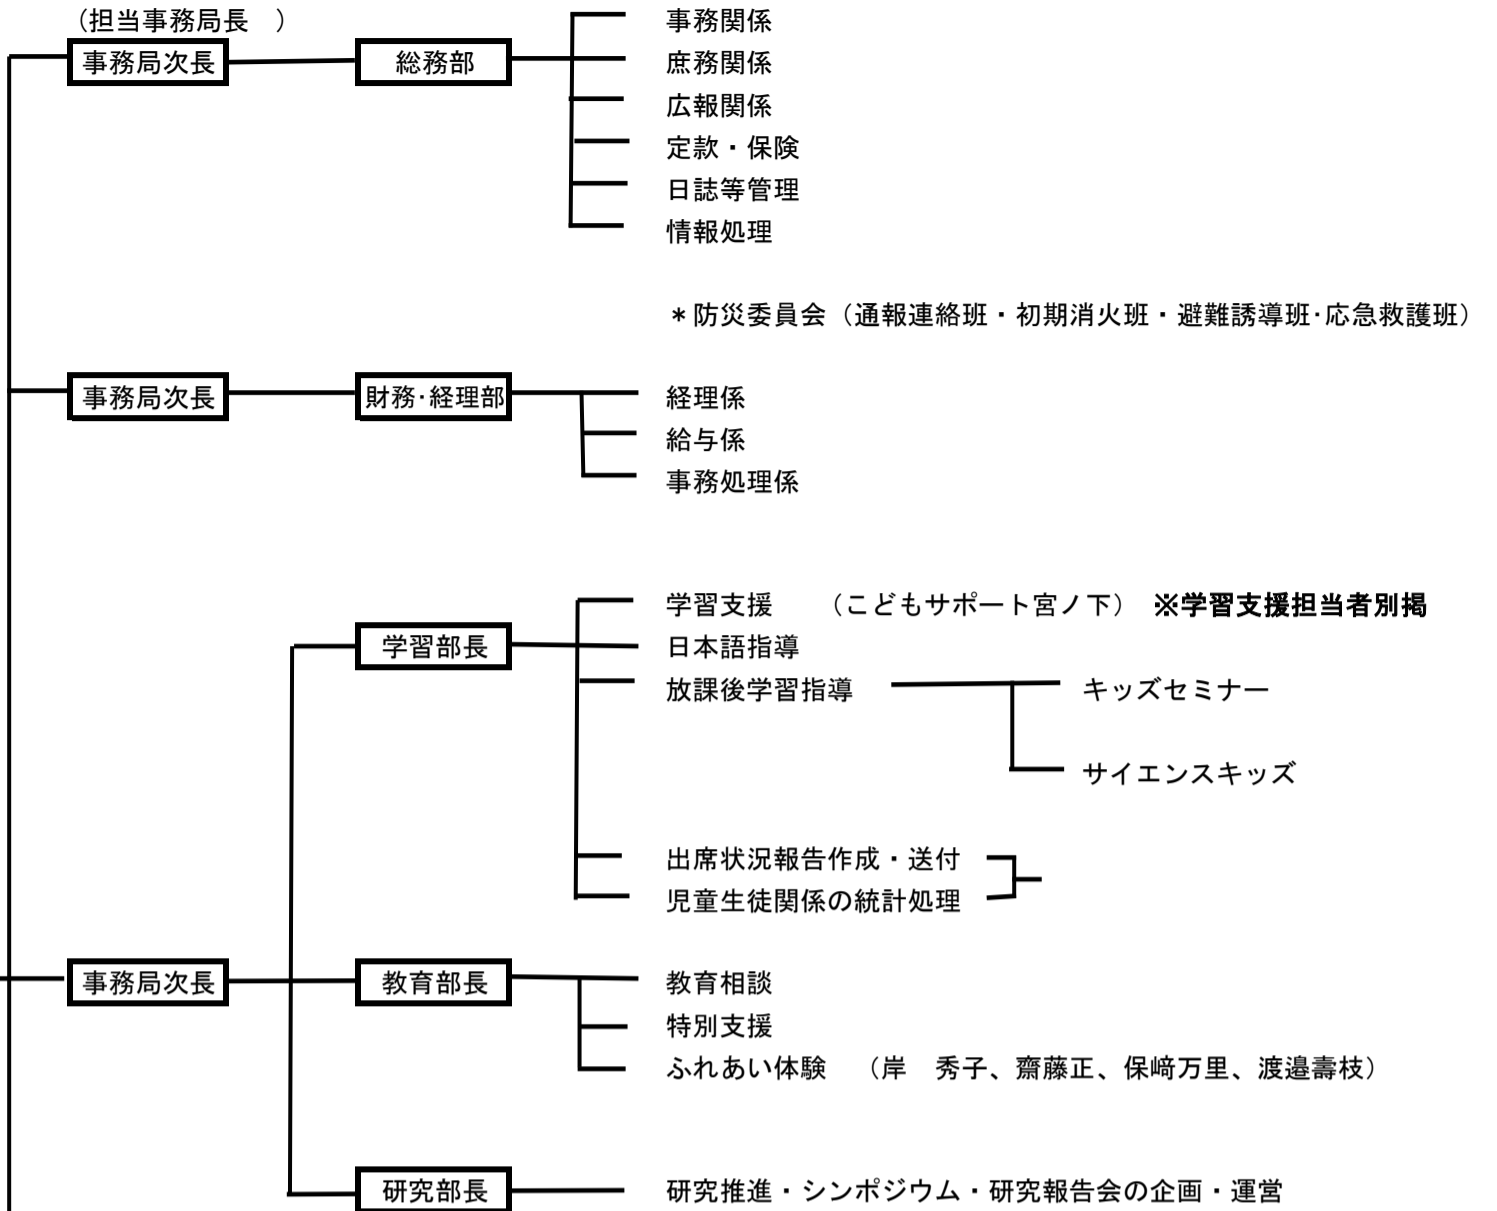 （担当事務局長　）
事務局次長　総務部　事務関係
庶務関係
広報関係
定款・保険
日誌等管理
情報処理
＊防災委員会（通報連絡班・初期消火班・避難誘導班・応急救護班）
事務局次長　財務・経理部　経理係
給与係
事務処理係
学習支援　（こどもサポート宮ノ下）　※学習支援担当者別掲
学習部長　日本語指導
放課後学習指導　キッズセミナー
サイエンスキッズ
出席状況報告作成・送付
児童生徒関係の統計処理
事務局次長　教育部長　教育相談
特別支援
ふれあい体験　（岸　秀子、齋藤正、保﨑万里、渡邉壽枝）
研究部長　研究推進・シンポジウム・研究報告会の企画・運営